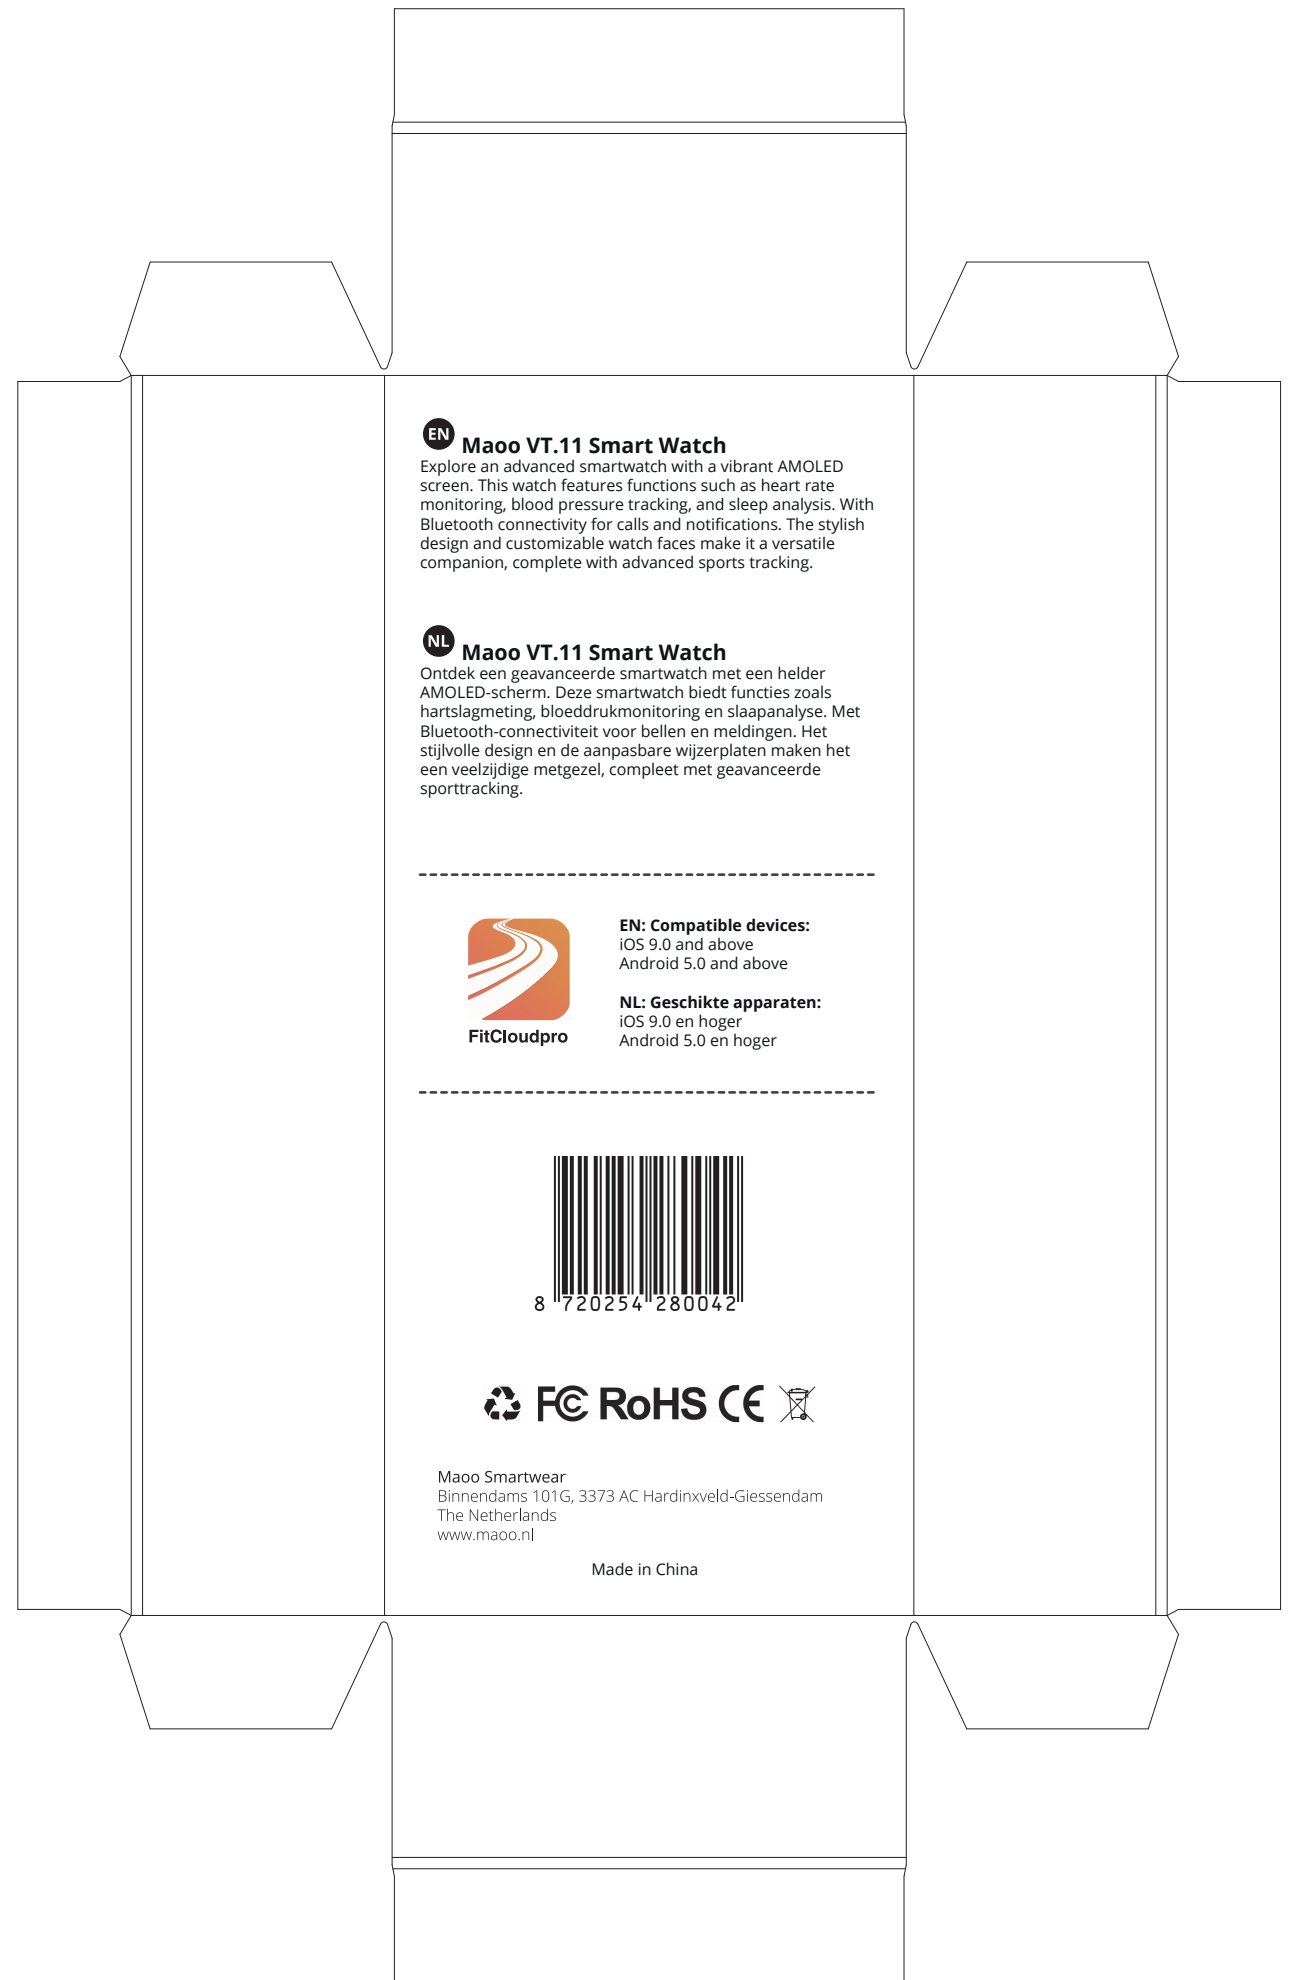 EN Maoo VT.11 Smart Watch
Explore an advanced smartwatch with a vibrant AMOLED
screen. This watch features functions such as heart rate
monitoring, blood pressure tracking, and sleep analysis. With
Bluetooth connectivity for calls and notifications. The stylish
design and customizable watch faces make it a versatile
companion, complete with advanced sports tracking.
NL Maoo VT.11 Smart Watch
Ontdek een geavanceerde smartwatch met een helder
AMOLED-scherm. Deze smartwatch biedt functies zoals
hartslagmeting, bloeddrukmonitoring en slaapanalyse. Met
Bluetooth-connectiviteit voor bellen en meldingen. Het
stijlvolle design en de aanpasbare wijzerplaten maken het
een veelzijdige metgezel, compleet met geavanceerde
sporttracking.
FitCloudpro
EN: Compatible devices:
iOS 9.0 and above
Android 5.0 and above
NL: Geschikte apparaten:
iOS 9.0 en hoger
Android 5.0 en hoger
8 720254 280042
FC RoHS CE
Maoo Smartwear
Binnendams 101G, 3373 AC Hardinxveld-Giessendam
The Netherlands
www.maoo.nl
Made in China